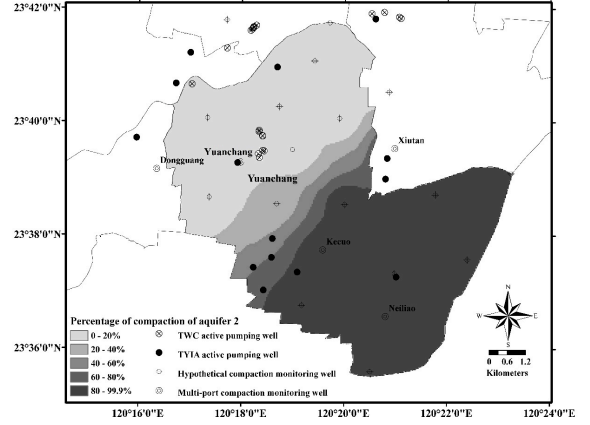 23°42'0"N
23°40'0"N
23°38'0"N
23°36'0"N
Xiutan
Dongguang
Yuanchang
Yuanchang
Kecuo
Neiliao
Percentage of compaction of aquifer 2
0 - 20%
20 - 40%
40 - 60%
60 - 80%
80 - 99.9%
TWC active pumping well
TYIA active pumping well
Hypothetical compaction monitoring well
Multi-port compaction monitoring well
N
W
E
S
0 0.6 1.2
Kilometers
120°16'0"E 120°18'0"E 120°20'0"E 120°22'0"E 120°24'0"E